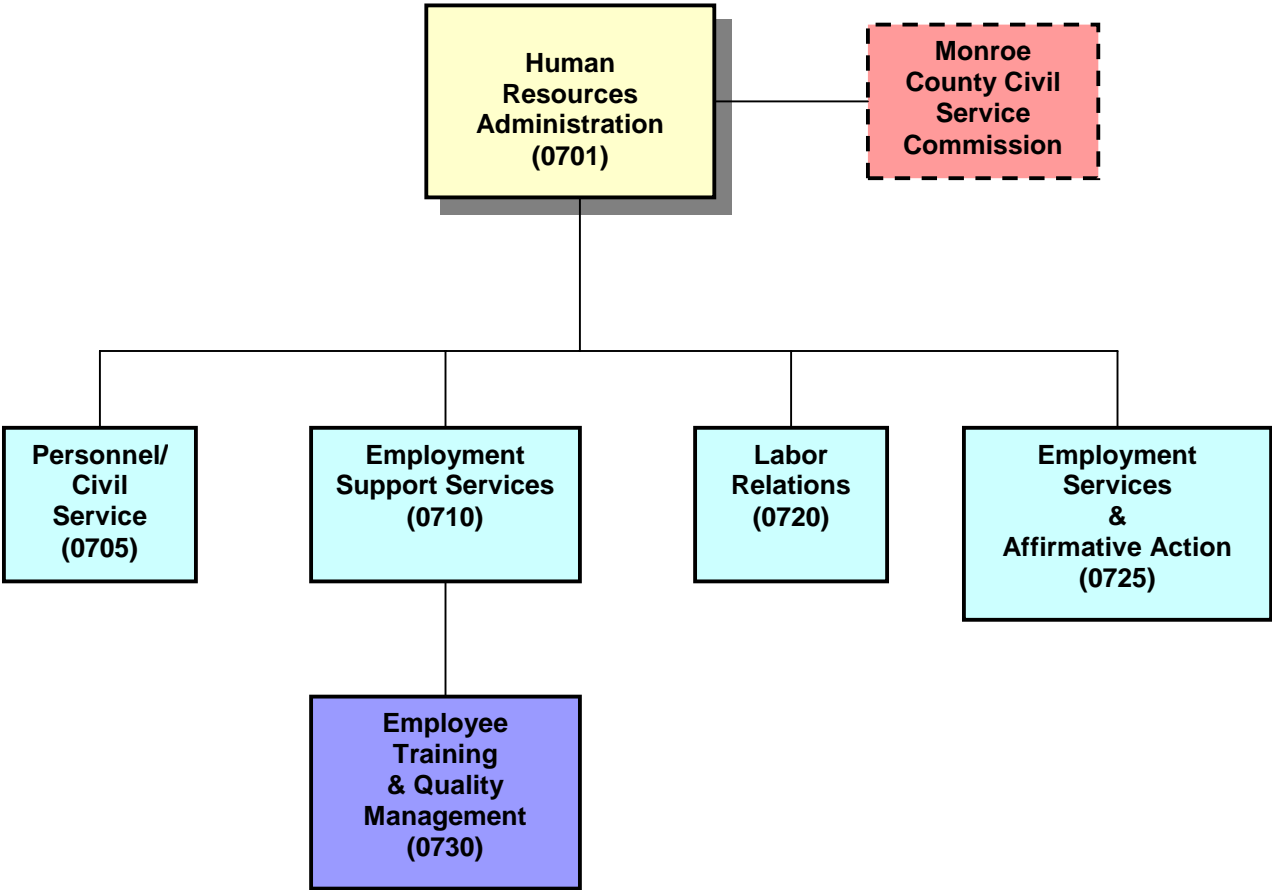 Human
Resources
Administration
(0701)
Monroe
County Civil
Service
Commission
Personnel/
Civil
Service
(0705)
Employment
Support Services
(0710)
Labor
Relations
(0720)
Employment
Services
&
Affirmative Action
(0725)
Employee
Training
& Quality
Management
(0730)